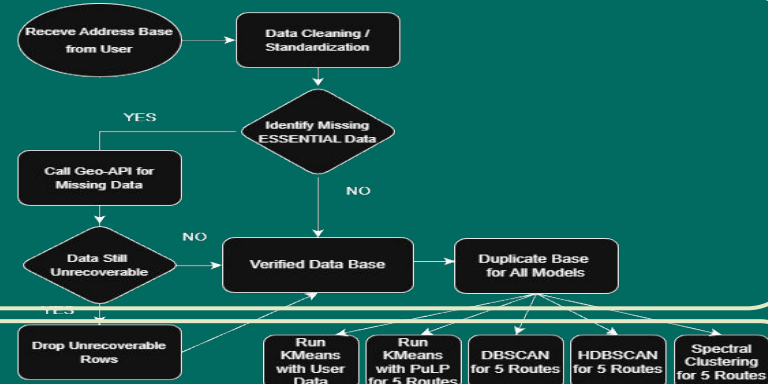 Receve Address Base
from User
Data Cleaning /
Standardization
Identify Missing
ESSENTIAL Data
YES
NO
Call Geo-API for
Missing Data
Data Still
Unrecoverable
NO
YES
Verified Data Base
Duplicate Base
for All Models
Drop Unrecoverable
Rows
Run
KMeans
with User
Data
Run
KMeans
with PuLP
for 5 Routes
DBSCAN
for 5 Routes
HDBSCAN
for 5 Routes
Spectral
Clustering
for 5 Routes